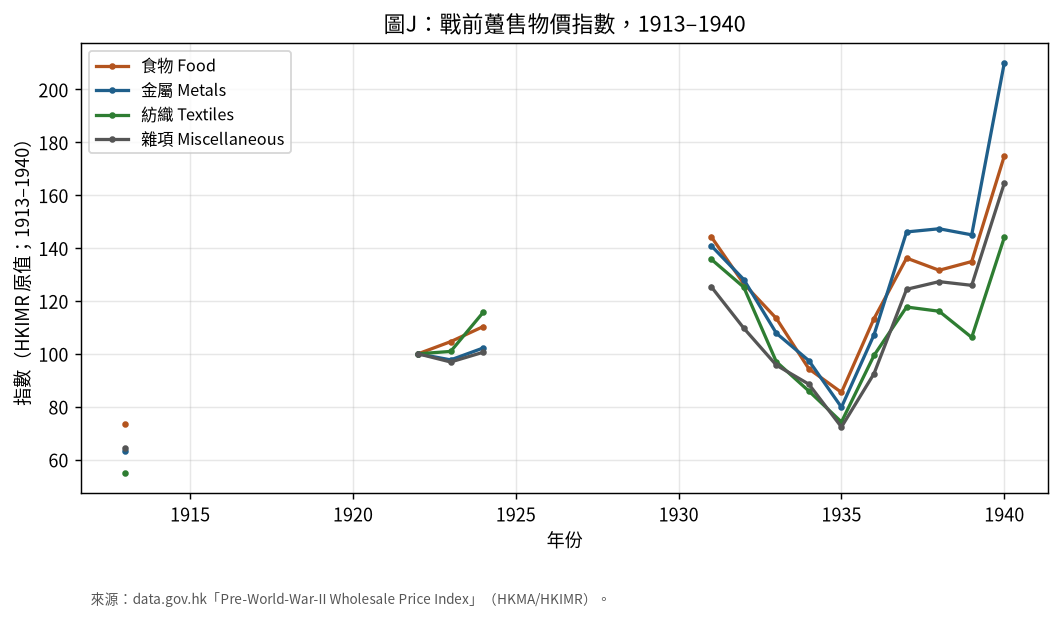 圖J：戰前躉售物價指數，1913–1940
食物 Food
金屬 Metals
紡織 Textiles
雜項 Miscellaneous
指數（HKIMR 原值；1913–1940）
200
180
160
140
120
100
80
60
1915
1920
1925
1930
1935
1940
年份
來源：data.gov.hk「Pre-World-War-II Wholesale Price Index」（HKMA/HKIMR）。